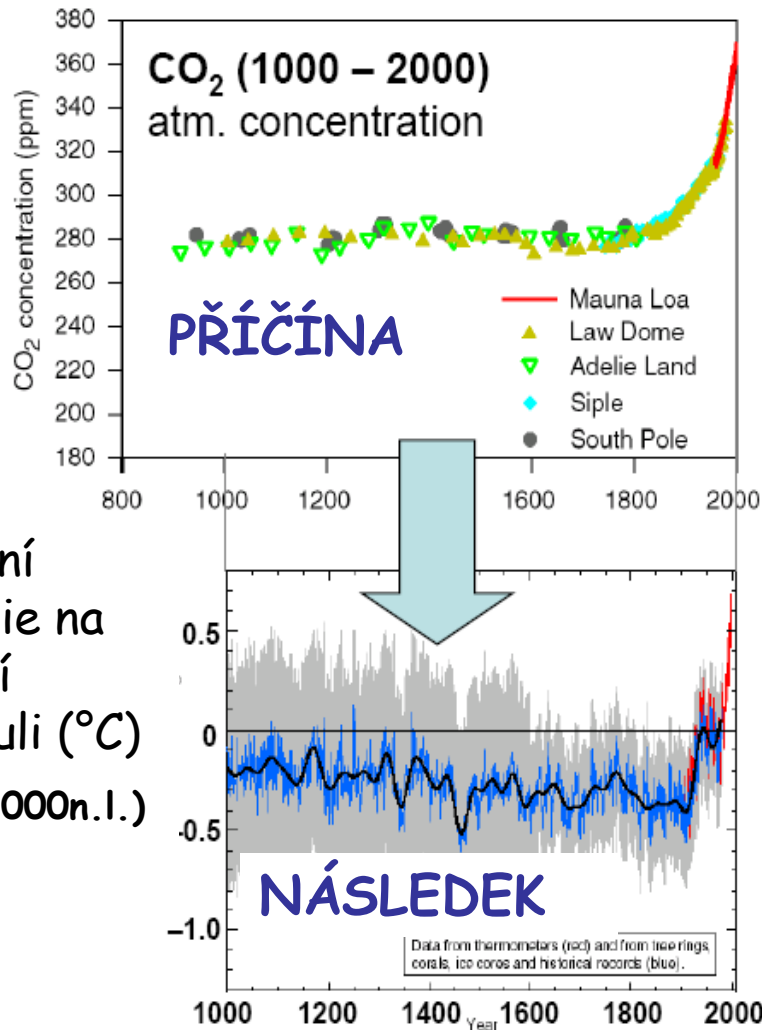 CO₂ (1000 – 2000)
atm. concentration
CO₂ concentration (ppm)
380
360
340
320
300
280
260
240
220
200
180
PŘÍČÍNA
Mauna Loa
Law Dome
Adelie Land
Siple
South Pole
800 1000 1200 1400 1600 1800 2000
ní
ie na
í
uli (°C)
000n.l.)
0.5
0
-0.5
–1.0
NÁSLEDEK
Data from thermometers (red) and from tree rings,
corals, ice cores and historical records (blue).
1000 1200 1400 1600 1800 2000
Year